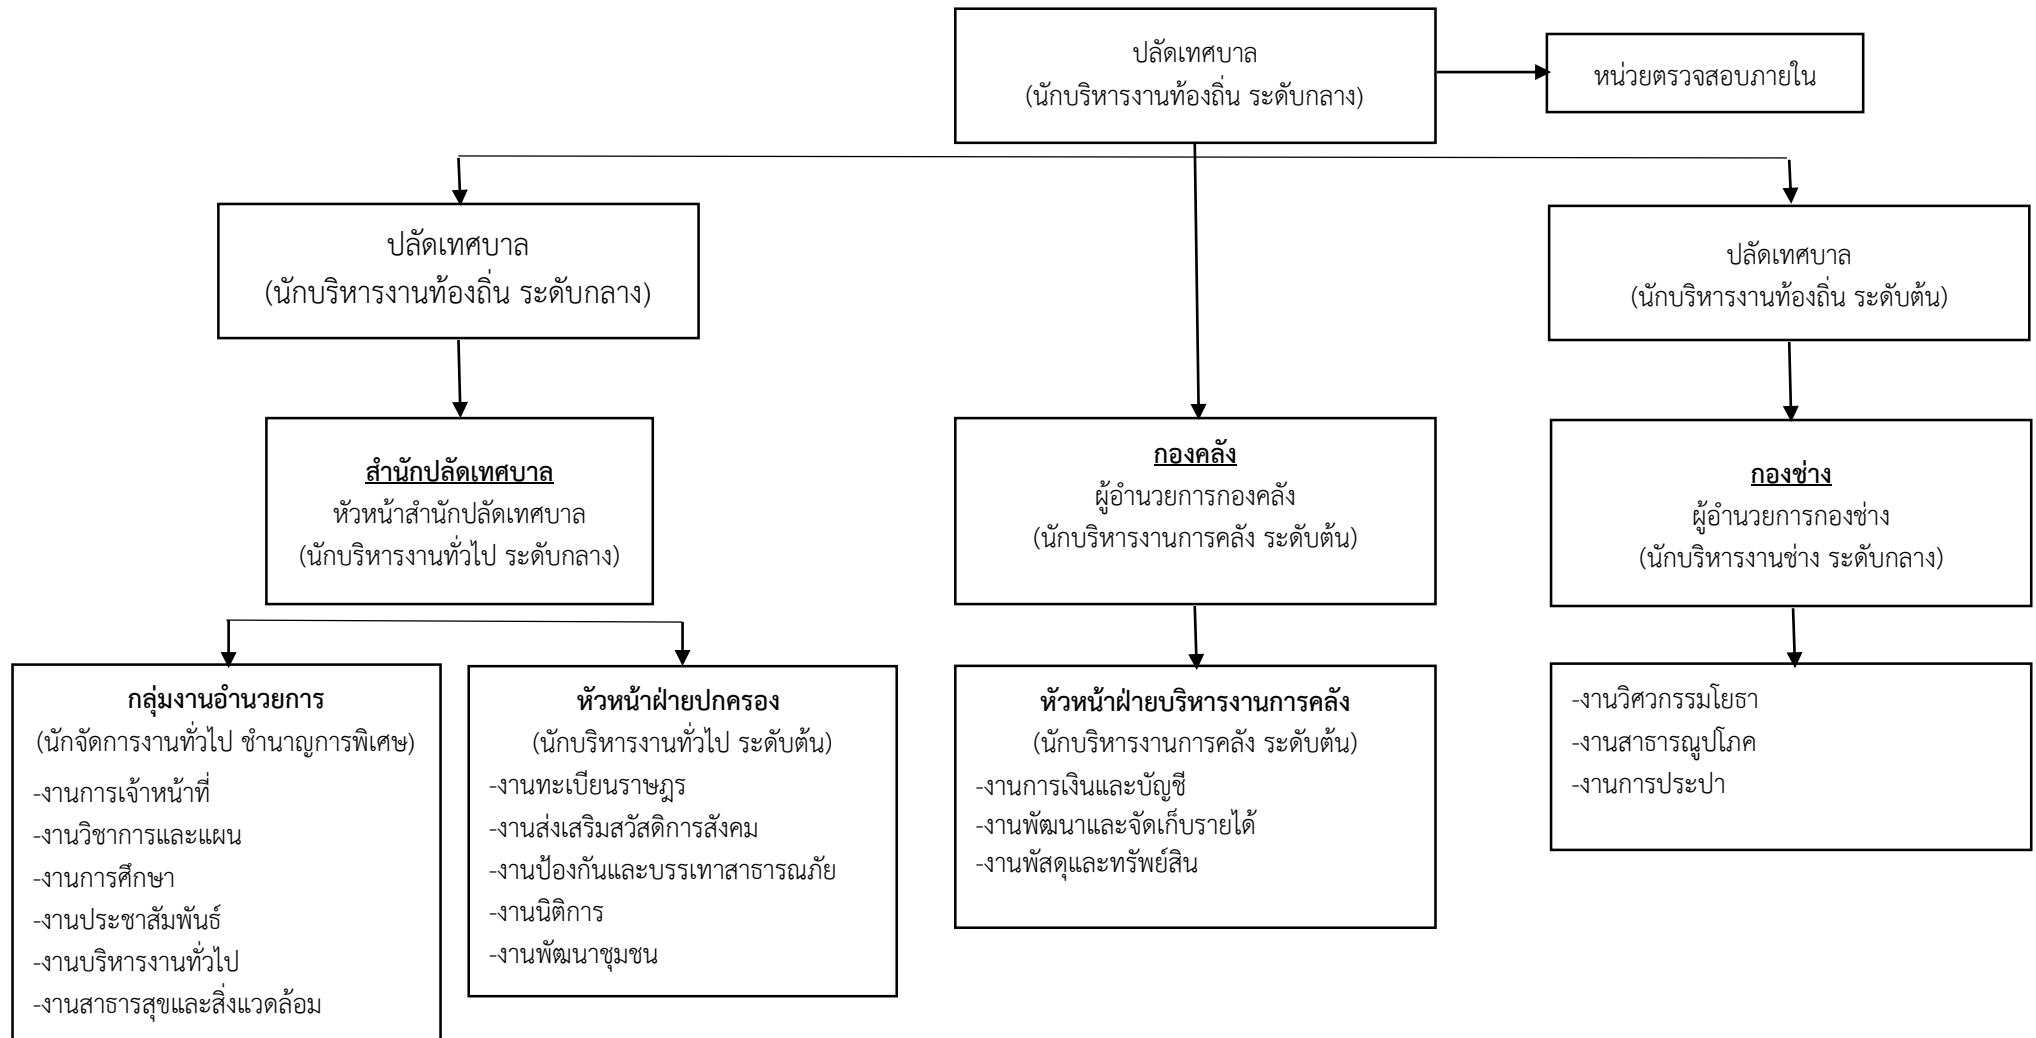 ปลัดเทศบาล
(นักบริหารงานท้องถิ่น ระดับกลาง)
หน่วยตรวจสอบภายใน
ปลัดเทศบาล
(นักบริหารงานท้องถิ่น ระดับกลาง)
ปลัดเทศบาล
(นักบริหารงานท้องถิ่น ระดับต้น)
สำนักปลัดเทศบาล
หัวหน้าสำนักปลัดเทศบาล
(นักบริหารงานทั่วไป ระดับกลาง)
กองคลัง
ผู้อำนวยการกองคลัง
(นักบริหารงานการคลัง ระดับต้น)
กองช่าง
ผู้อำนวยการกองช่าง
(นักบริหารงานช่าง ระดับกลาง)
กลุ่มงานอำนวยการ
(นักจัดการงานทั่วไป ชำนาญการพิเศษ)
-งานการเจ้าหน้าที่
-งานวิชาการและแผน
-งานการศึกษา
-งานประชาสัมพันธ์
-งานบริหารงานทั่วไป
-งานสาธารสุขและสิ่งแวดล้อม
หัวหน้าฝ่ายปกครอง
(นักบริหารงานทั่วไป ระดับต้น)
-งานทะเบียนราษฎร
-งานส่งเสริมสวัสดิการสังคม
-งานป้องกันและบรรเทาสาธารณภัย
-งานนิติการ
-งานพัฒนาชุมชน
หัวหน้าฝ่ายบริหารงานการคลัง
(นักบริหารงานการคลัง ระดับต้น)
-งานการเงินและบัญชี
-งานพัฒนาและจัดเก็บรายได้
-งานพัสดุและทรัพย์สิน
-งานวิศวกรรมโยธา
-งานสาธารณูปโภค
-งานการประปา